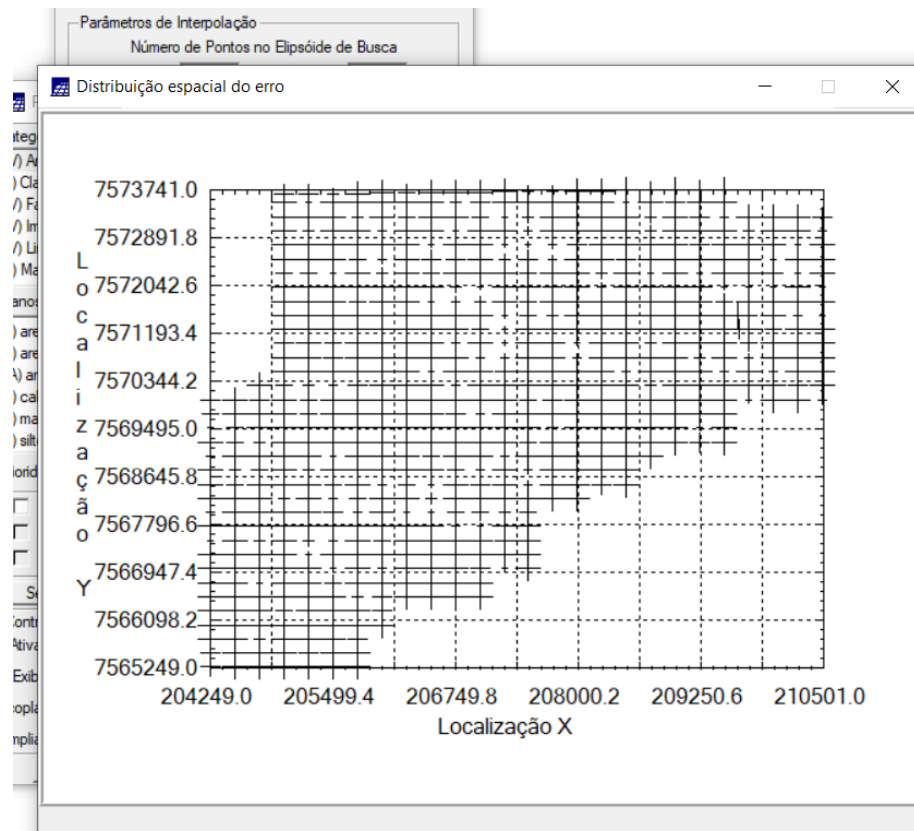 Parâmetros de Interpolação
Número de Pontos no Elipsóide de Busca
Distribuição espacial do erro
7573741.0
7572891.8
7572042.6
7571193.4
7570344.2
7569495.0
7568645.8
7567796.6
7566947.4
7566098.2
7565249.0
Localização Y
204249.0 205499.4 206749.8 208000.2 209250.6 210501.0
Localização X